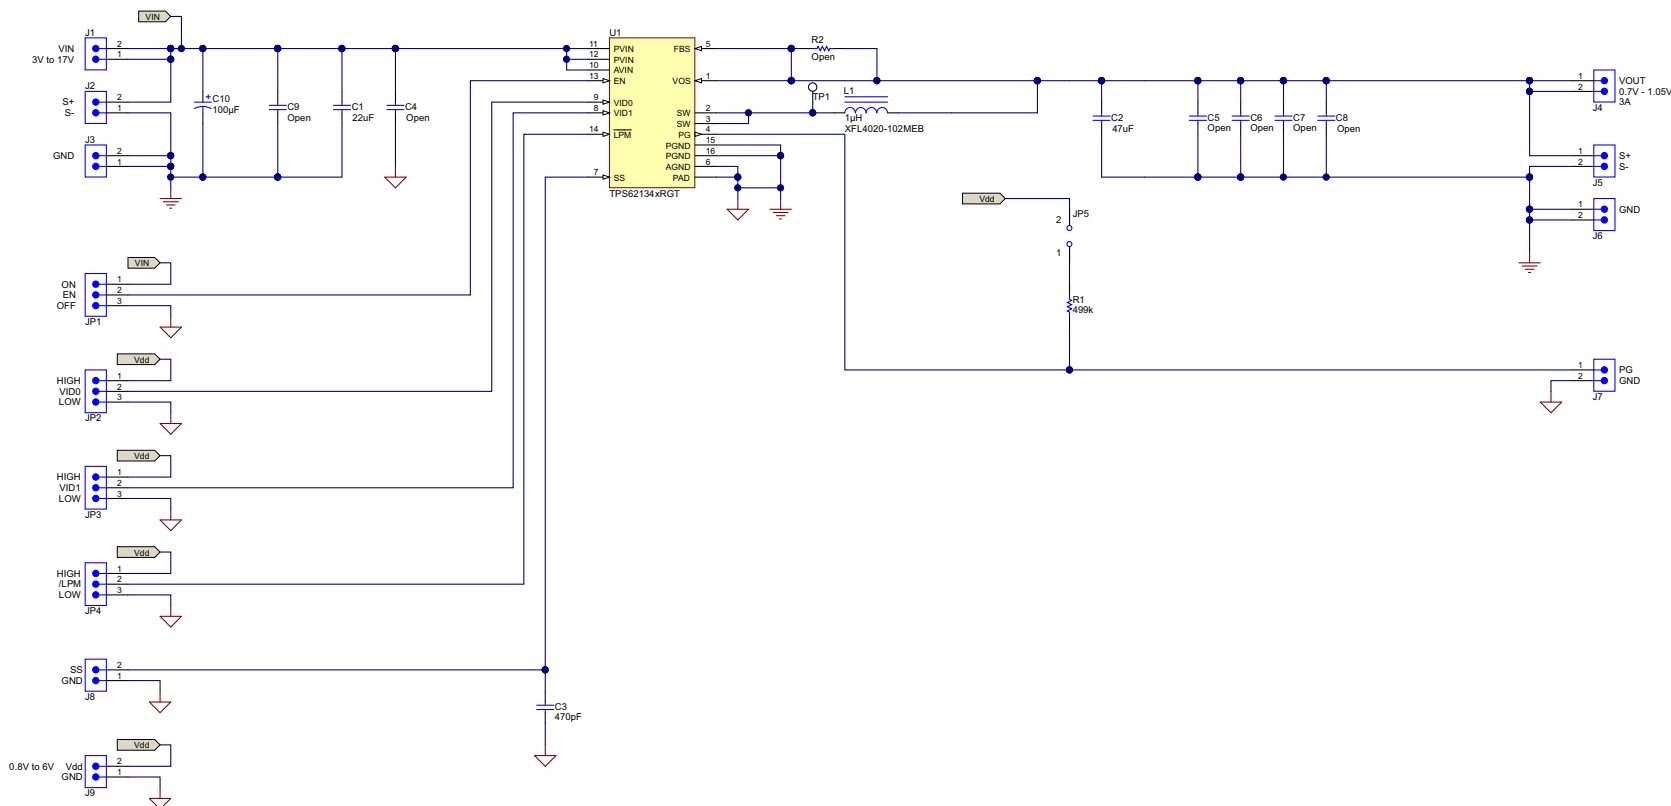 VIN
J1
VIN
3V to 17V
2
1
J2
S+
S-
2
1
J3
GND
2
1
+
C10
100µF
C9
Open
C1
22uF
C4
Open
U1
11 PVIN
12 PVIN
10 AVIN
13 EN
9 VID0
8 VID1
14 LPM
7 SS
FBS 5
VOS 1
SW 2
SW 3
PG 4
PGND 15
PGND 16
AGND 6
PAD
TPS62134xRGT
R2
Open
TP1
L1
1µH
XFL4020-102MEB
C2
47uF
C5
Open
C6
Open
C7
Open
C8
Open
1
2
VOUT
0.7V - 1.05V
3A
J4
1 S+
2 S-
J5
1 GND
2
J6
Vdd
JP5
2
1
R1
499k
1 PG
2 GND
J7
VIN
ON 1
EN 2
OFF 3
JP1
Vdd
HIGH 1
VID0 2
LOW 3
JP2
Vdd
HIGH 1
VID1 2
LOW 3
JP3
Vdd
HIGH 1
/LPM 2
LOW 3
JP4
SS 2
GND 1
J8
C3
470pF
Vdd
0.8V to 6V Vdd 2
GND 1
J9